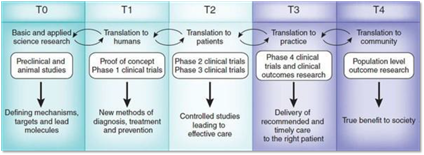 T0
Basic and applied
science research
Preclinical and
animal studies
Defining mechanisms,
targets and lead
molecules
T1
Translation to
humans
Proof of concept
Phase 1 clinical trials
New methods of
diagnosis, treatment
and prevention
T2
Translation to
patients
Phase 2 clinical trials
Phase 3 clinical trials
Controlled studies
leading to
effective care
T3
Translation to
practice
Phase 4 clinical
trials and clinical
outcomes research
Delivery of
recommended and
timely care
to the right patient
T4
Translation to
community
Population level
outcome research
True benefit to society